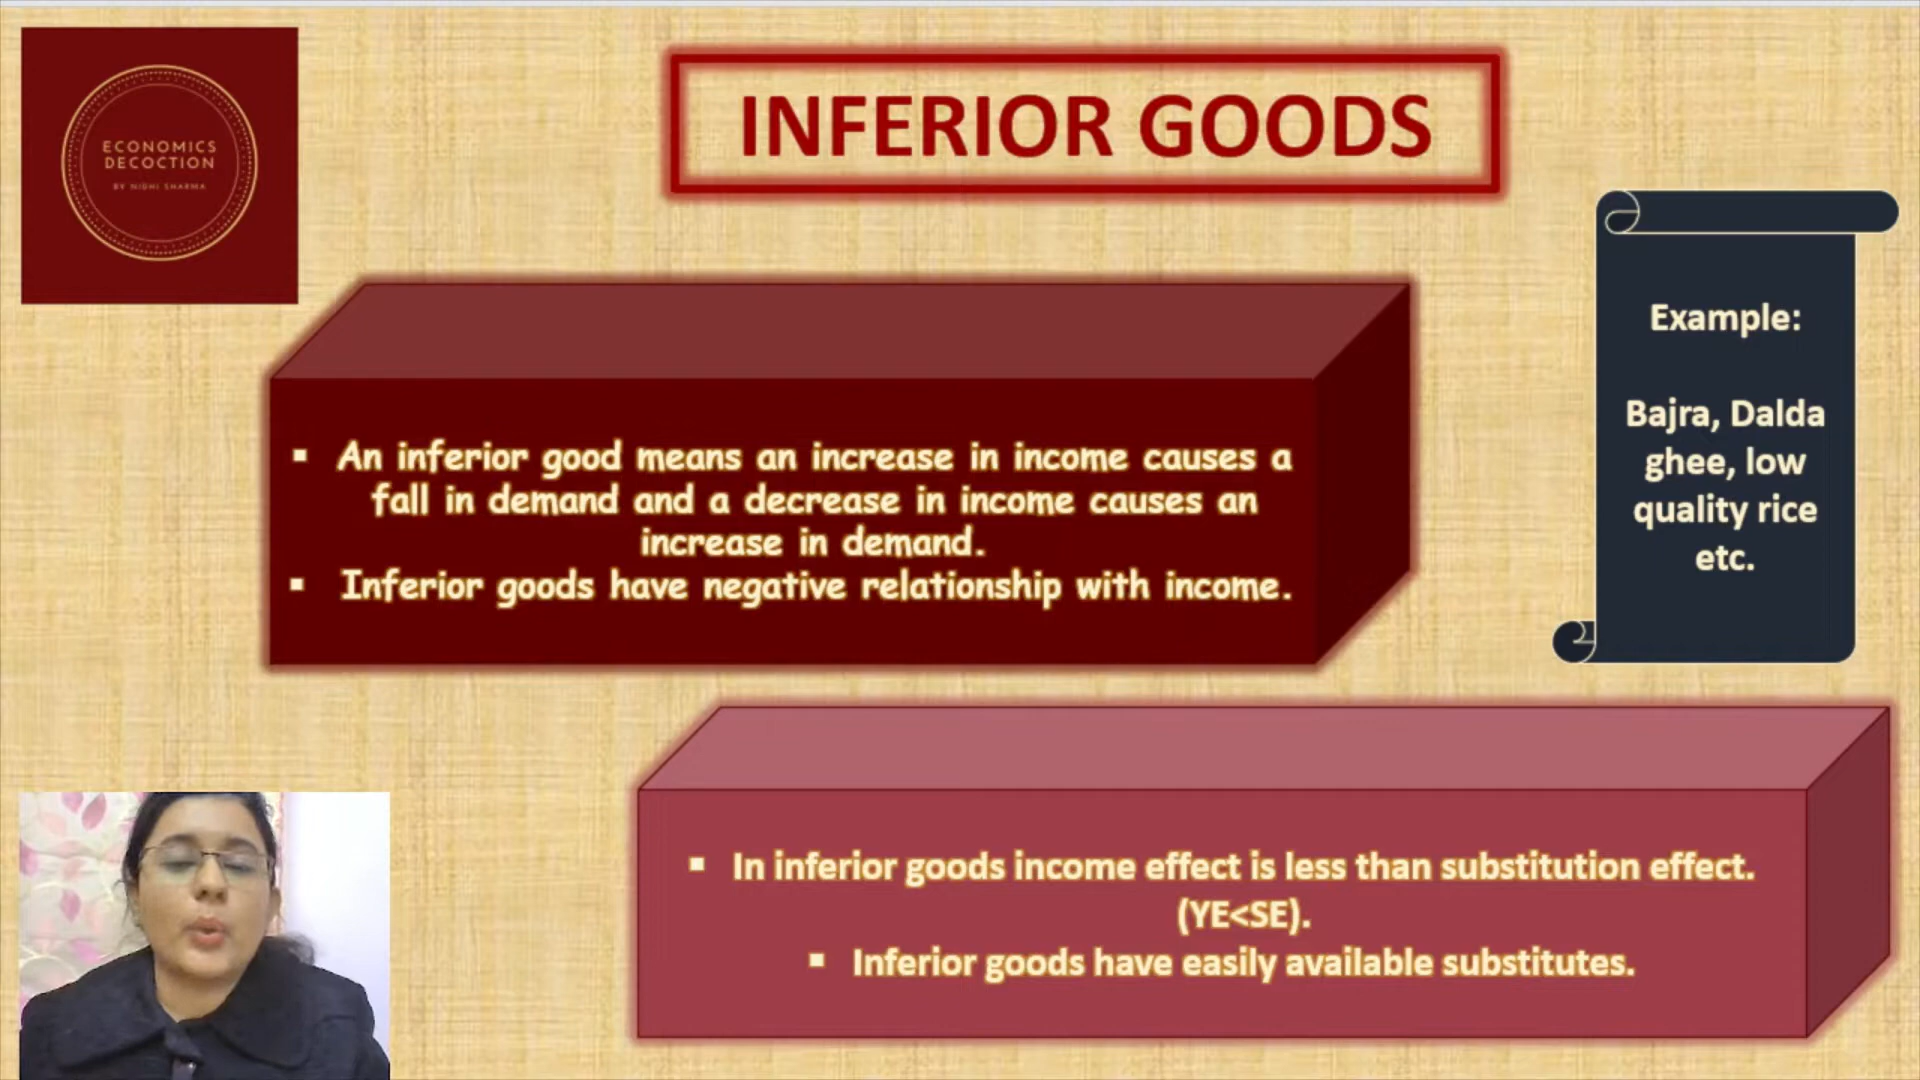 ECONOMICS
DECOCTION
BY NIDHI SHARMA
INFERIOR GOODS
▪ An inferior good means an increase in income causes a
fall in demand and a decrease in income causes an
increase in demand.
▪ Inferior goods have negative relationship with income.
Example:
Bajra, Dalda
ghee, low
quality rice
etc.
▪ In inferior goods income effect is less than substitution effect.
(YE<SE).
▪ Inferior goods have easily available substitutes.